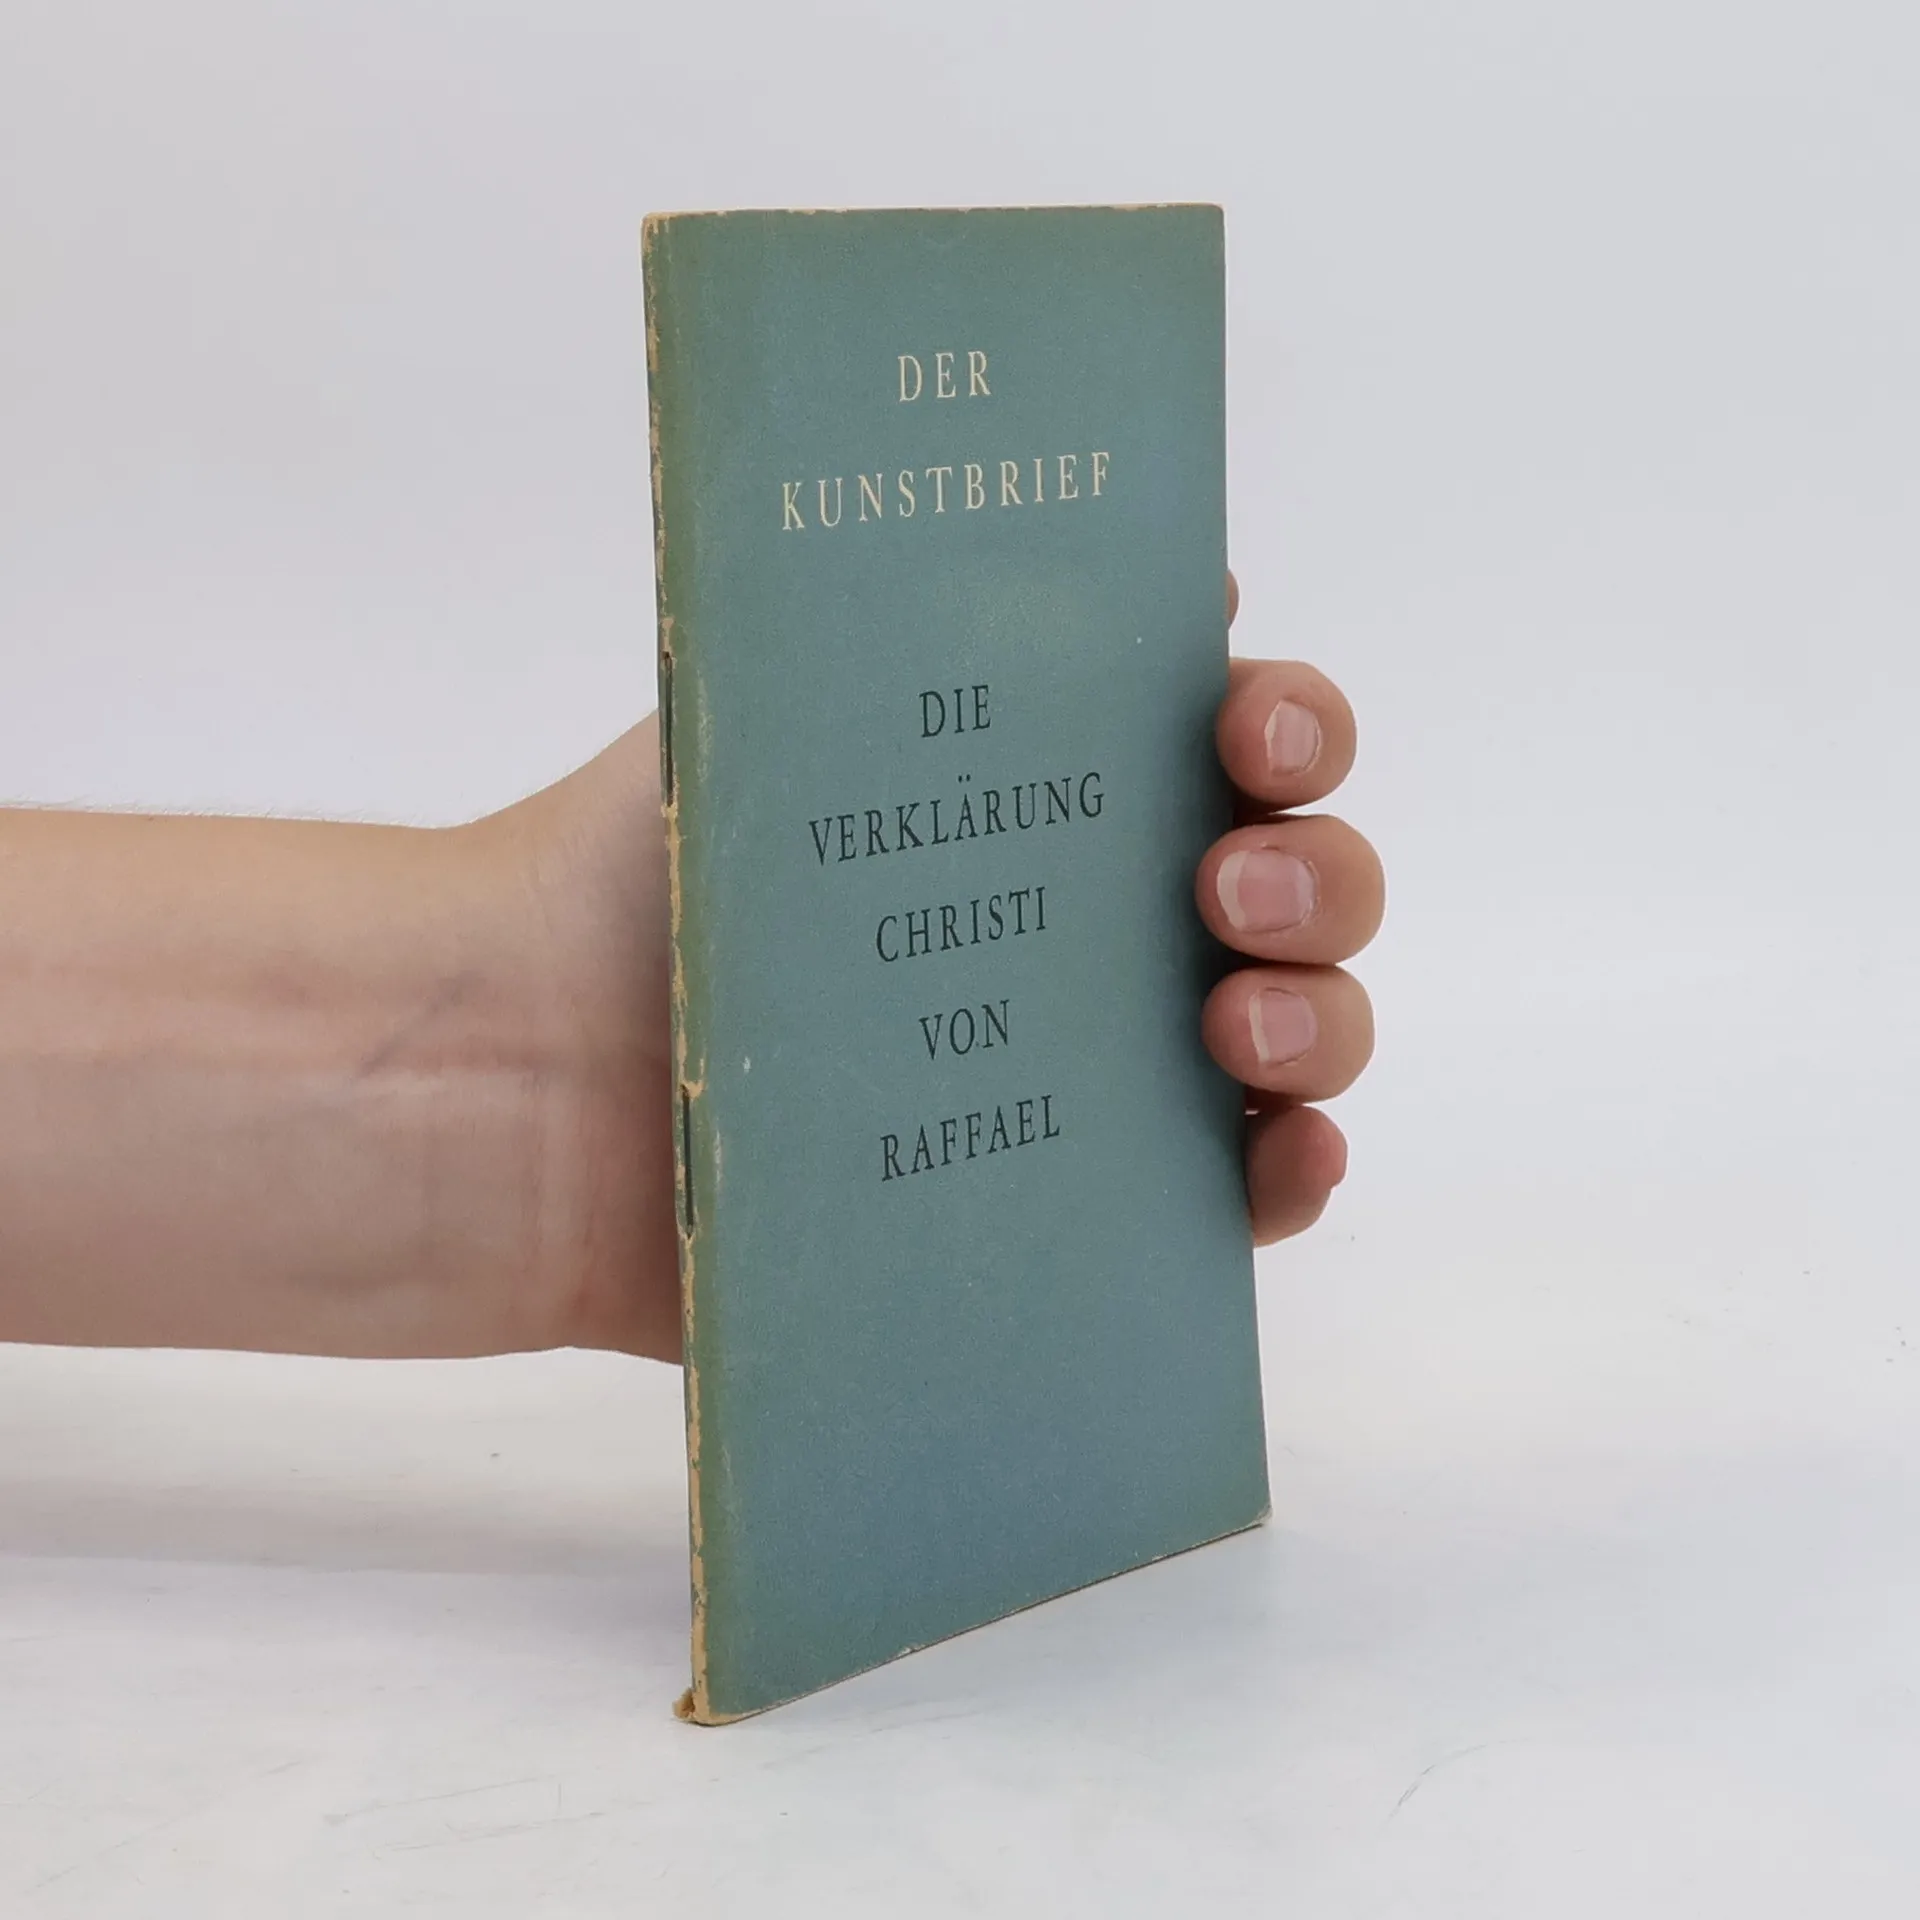 DER
KUNSTBRIEF
DIE
VERKLÄRUNG
CHRISTI
VON
RAFFAEL